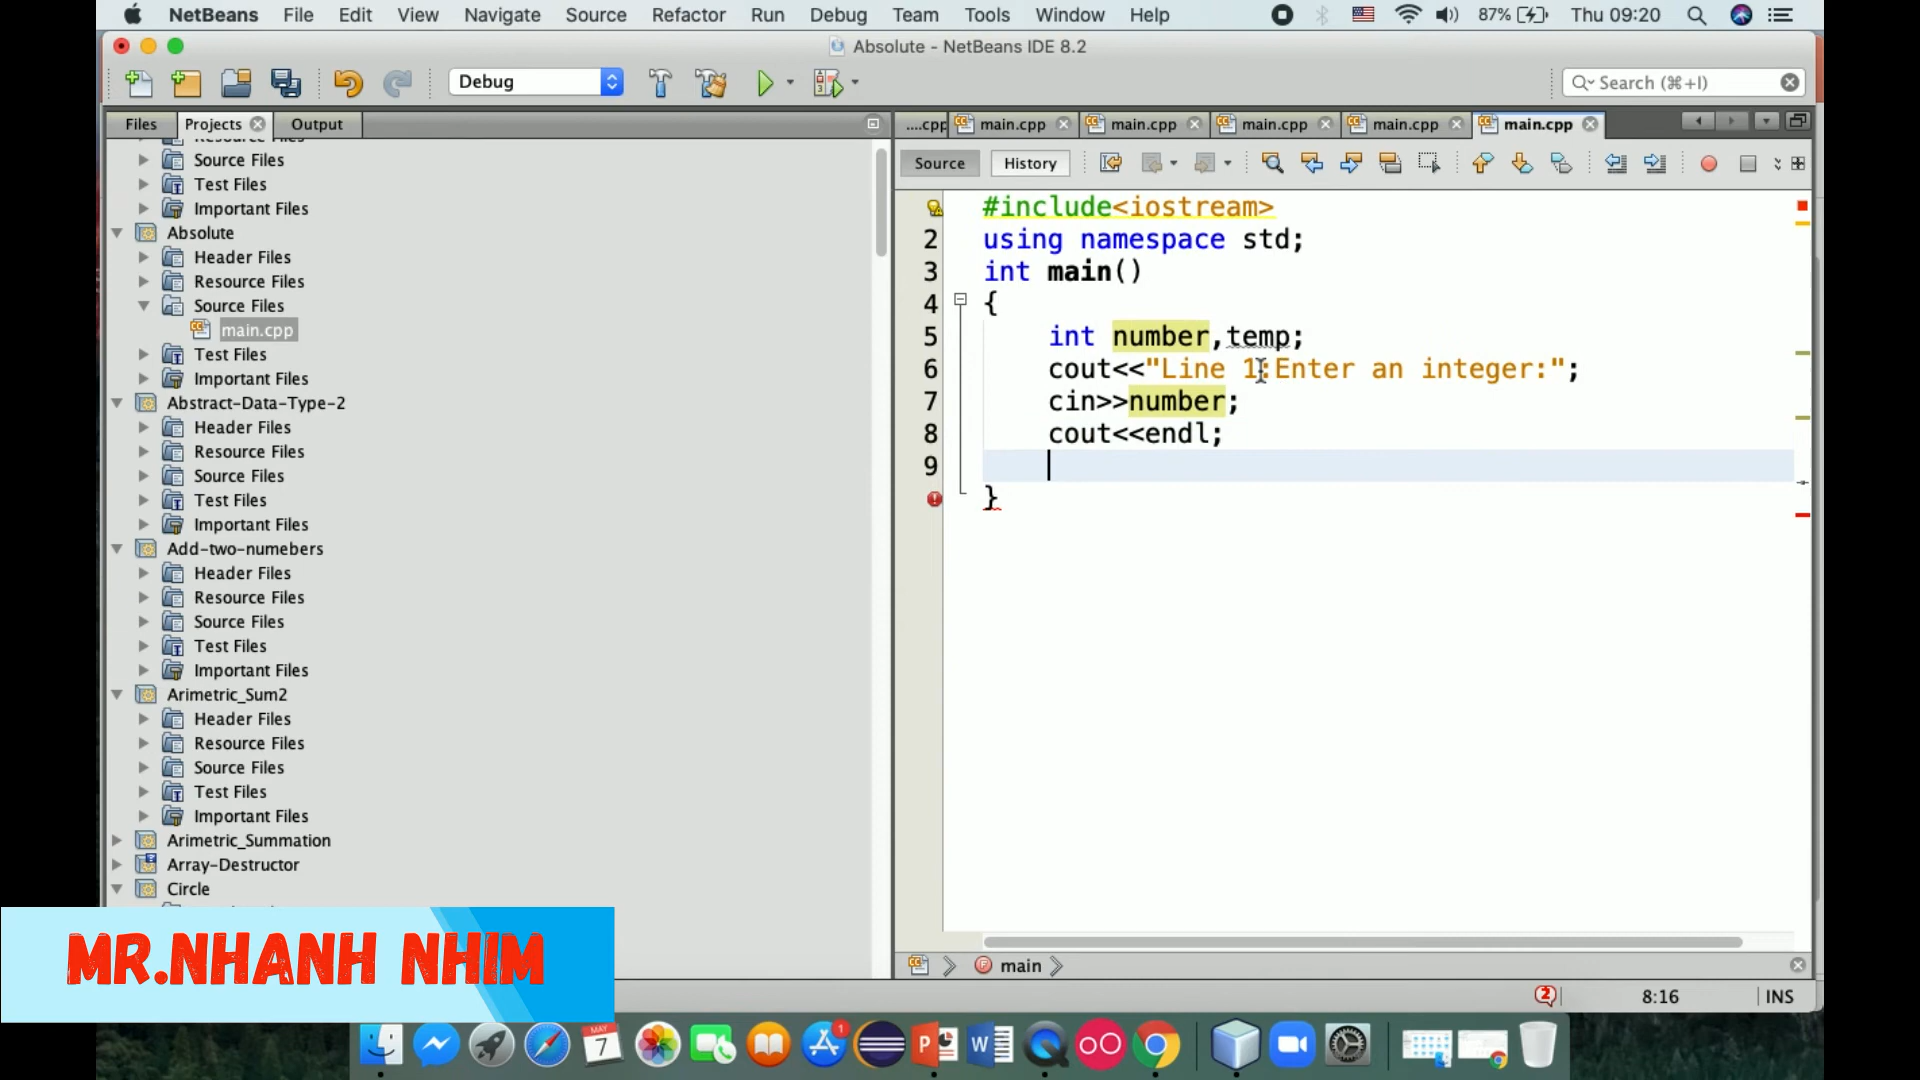 NetBeans File Edit View Navigate Source Refactor Run Debug Team Tools Window Help 87% Thu 09:20
Absolute - NetBeans IDE 8.2
Debug
Search (⌘+I)
Files Projects Output
....cpp main.cpp main.cpp main.cpp main.cpp main.cpp
Source History
Source Files
Test Files
Important Files
Absolute
Header Files
Resource Files
Source Files
main.cpp
Test Files
Important Files
Abstract-Data-Type-2
Header Files
Resource Files
Source Files
Test Files
Important Files
Add-two-numebers
Header Files
Resource Files
Source Files
Test Files
Important Files
Arimetric_Sum2
Header Files
Resource Files
Source Files
Test Files
Important Files
Arimetric_Summation
Array-Destructor
Circle
#include<iostream>
2 using namespace std;
3 int main()
4 {
5 int number,temp;
6 cout<<"Line 1:Enter an integer:";
7 cin>>number;
8 cout<<endl;
9
}
main
2 8:16 INS
MR.NHANH NHIM
MAY
7
1